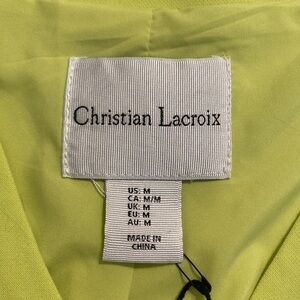 Christian Lacroix
US: M
CA: M/M
UK: M
EU: M
AU: M
MADE IN
CHINA